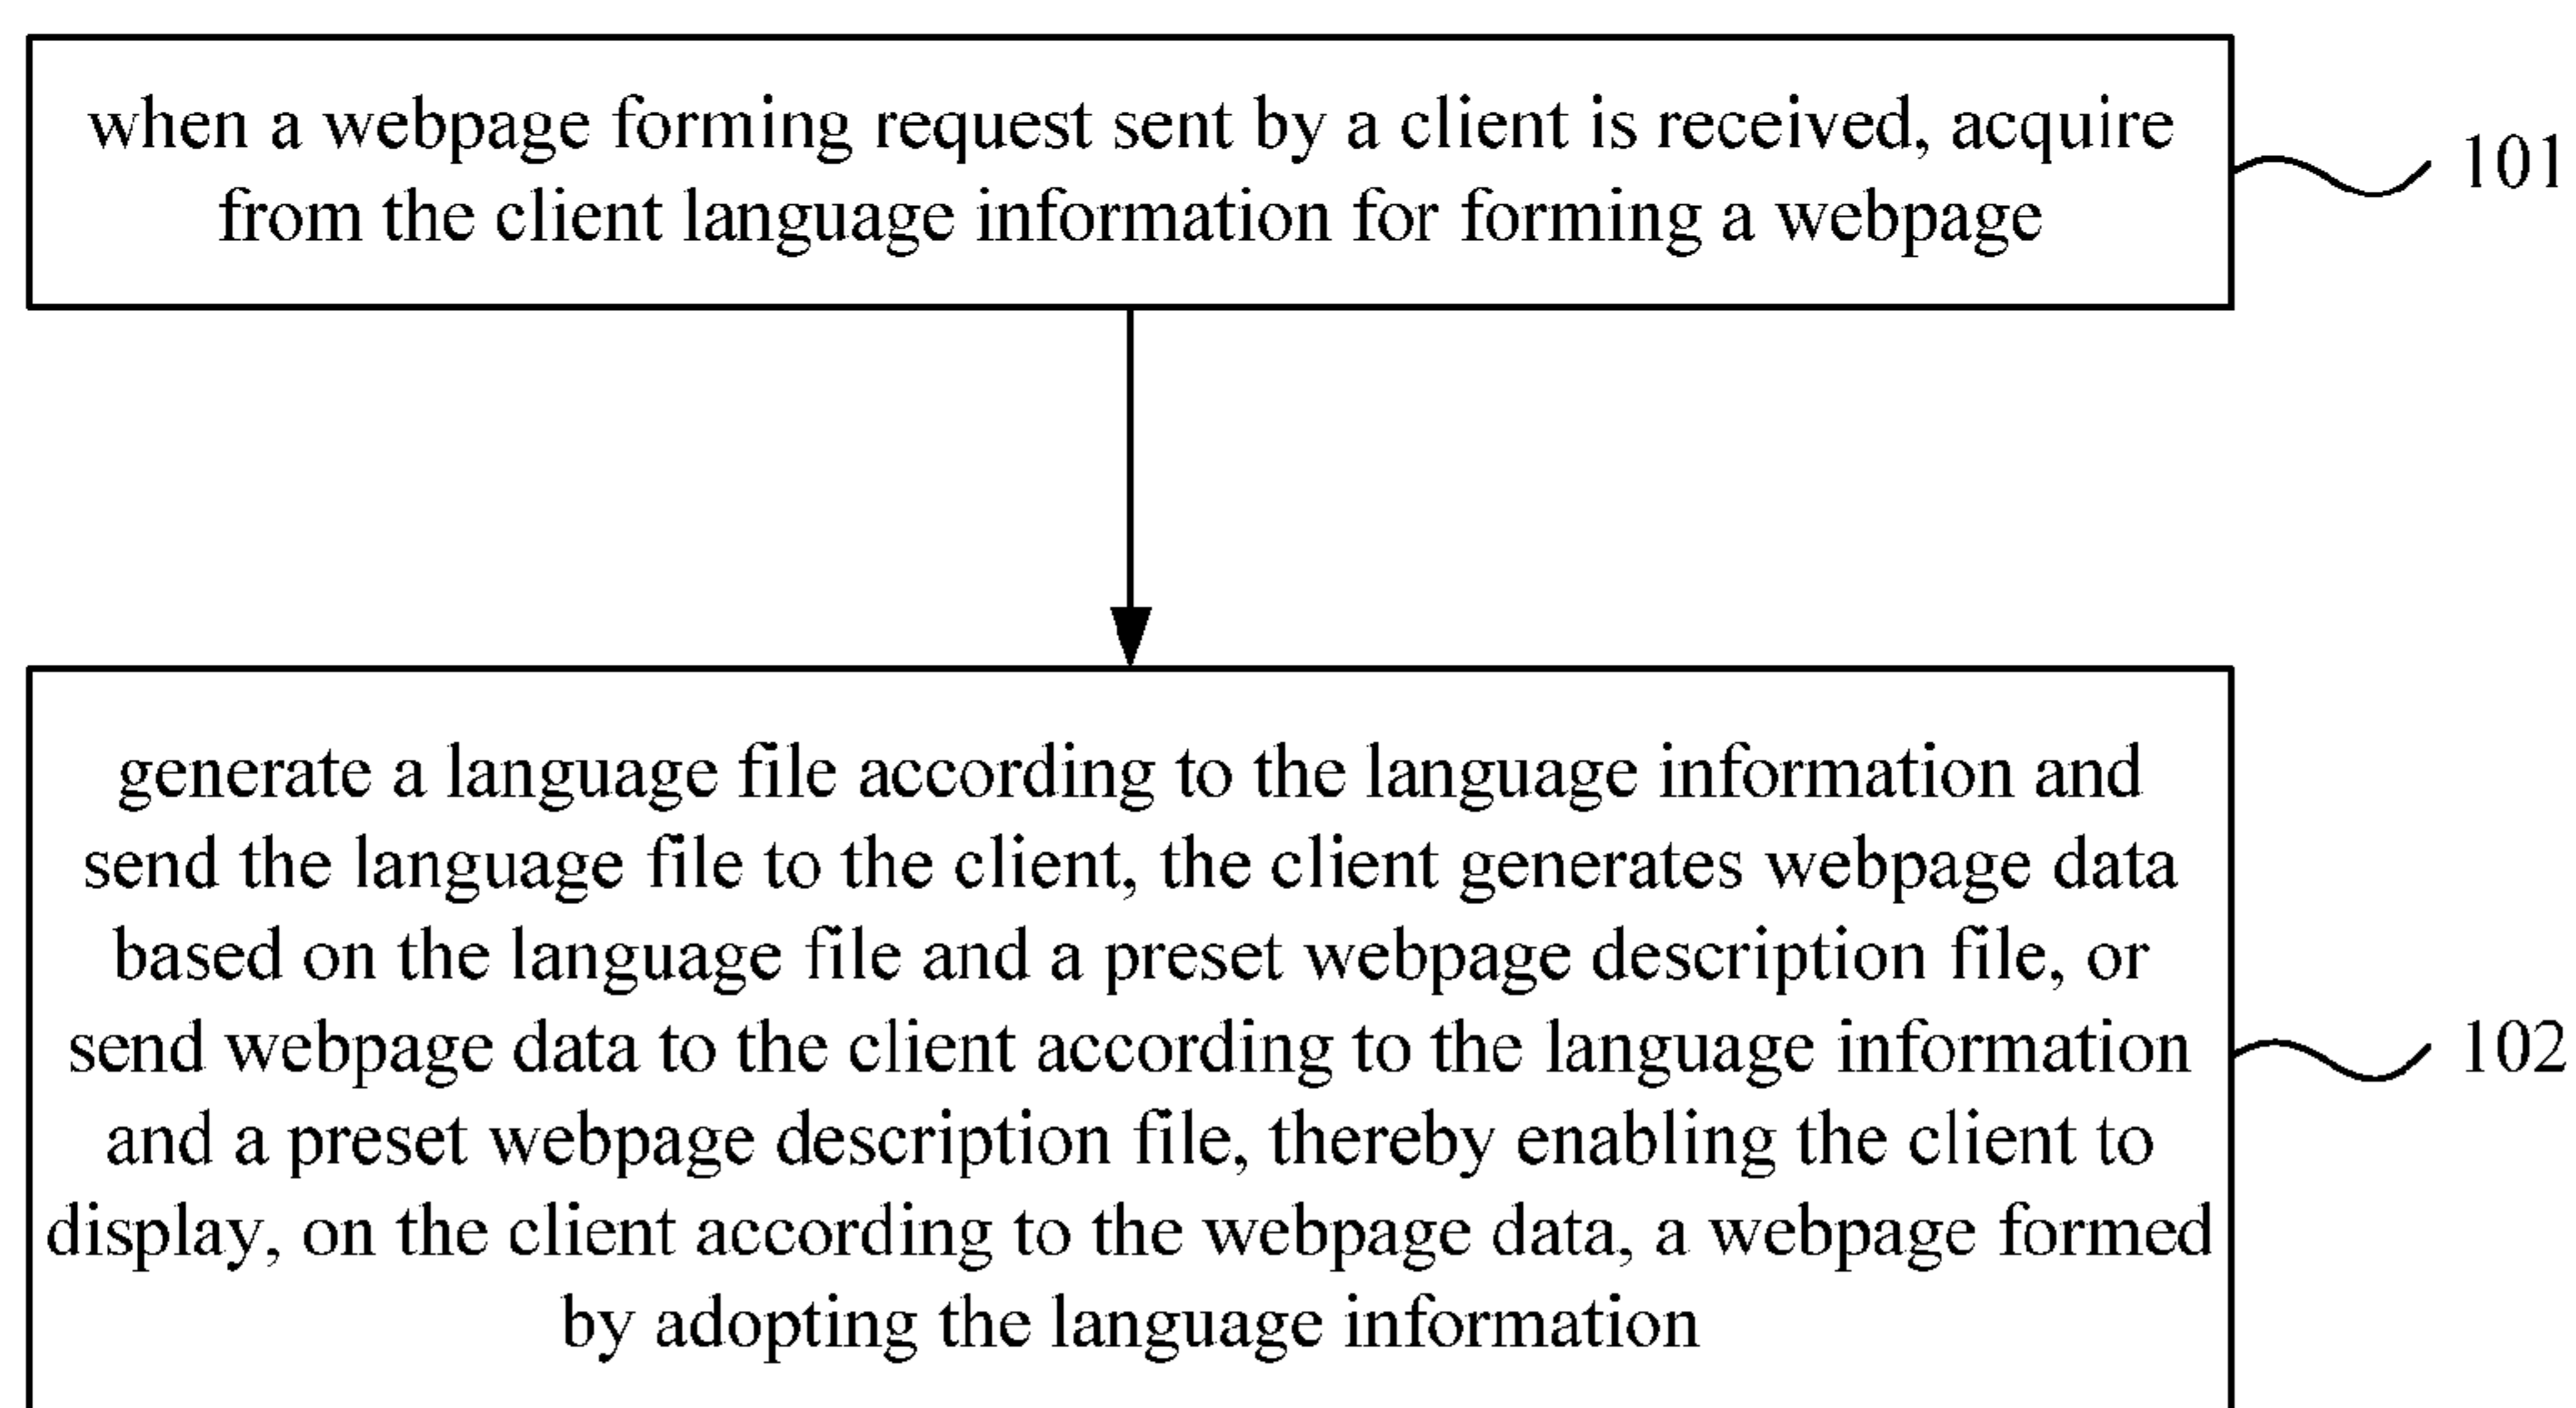 when a webpage forming request sent by a client is received, acquire
from the client language information for forming a webpage
101
generate a language file according to the language information and
send the language file to the client, the client generates webpage data
based on the language file and a preset webpage description file, or
send webpage data to the client according to the language information
and a preset webpage description file, thereby enabling the client to
display, on the client according to the webpage data, a webpage formed
by adopting the language information
102